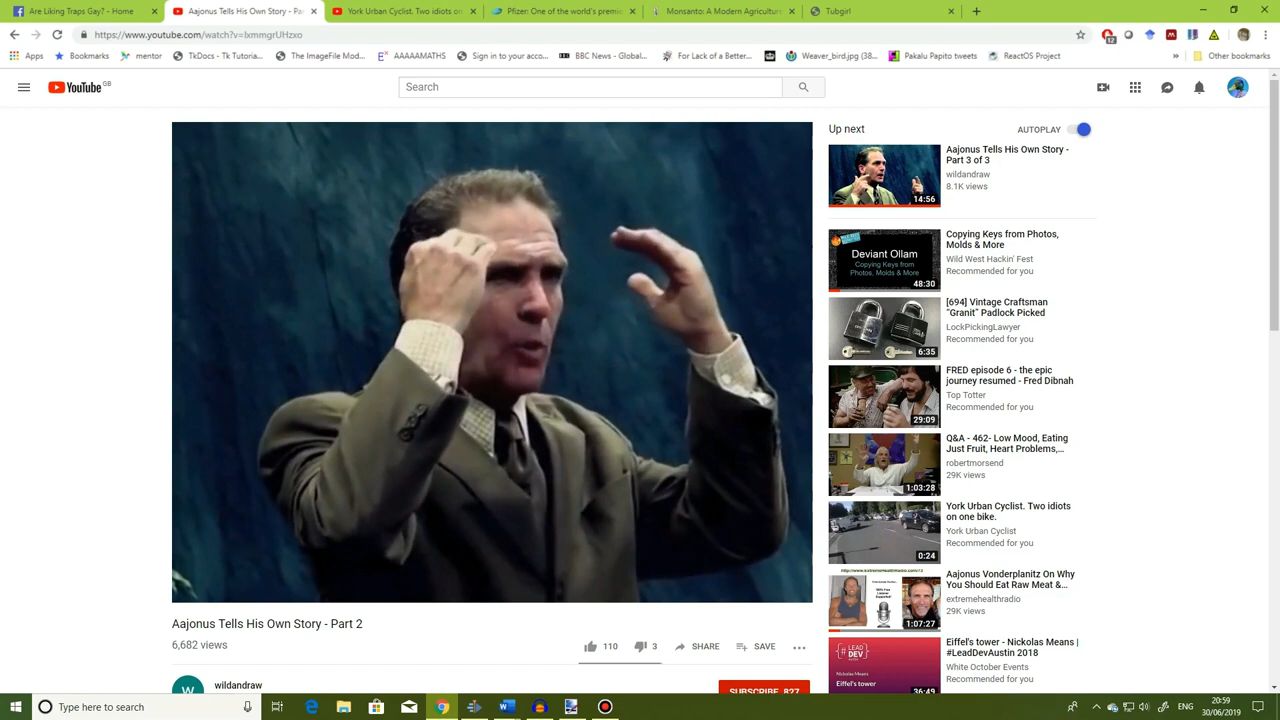 Are Liking Traps Gay? - Home
Aajonus Tells His Own Story - Par
York Urban Cyclist. Two idiots on
Pfizer: One of the world's premie
Monsanto: A Modern Agriculture C
Tubgirl
https://www.youtube.com/watch?v=IxmmgrUHzxo
12
Apps
Bookmarks
mentor
TkDocs - Tk Tutoria...
The ImageFile Mod...
AAAAAMATHS
Sign in to your acco...
BBC News - Global...
For Lack of a Better...
Weaver_bird.jpg (38...
Pakalu Papito tweets
ReactOS Project
»
Other bookmarks
YouTube GB
Search
Up next
AUTOPLAY
Aajonus Tells His Own Story -
Part 3 of 3
wildandraw
8.1K views
14:56
Deviant Ollam
Copying Keys from
Photos, Molds & More
48:30
Copying Keys from Photos,
Molds & More
Wild West Hackin' Fest
Recommended for you
6:35
[694] Vintage Craftsman
"Granit" Padlock Picked
LockPickingLawyer
Recommended for you
29:09
FRED episode 6 - the epic
journey resumed - Fred Dibnah
Top Totter
Recommended for you
1:03:28
Q&A - 462- Low Mood, Eating
Just Fruit, Heart Problems,...
robertmorsend
29K views
0:24
York Urban Cyclist. Two idiots
on one bike.
York Urban Cyclist
Recommended for you
1:07:27
Aajonus Vonderplanitz On Why
You Should Eat Raw Meat &...
extremehealthradio
29K views
LEAD
DEV
Nickolas Means
Eiffel's tower
36:49
Eiffel's tower - Nickolas Means |
#LeadDevAustin 2018
White October Events
Recommended for you
Aajonus Tells His Own Story - Part 2
6,682 views
110
3
SHARE
SAVE
W
wildandraw
SUBSCRIBE 827
Type here to search
20:59
30/06/2019